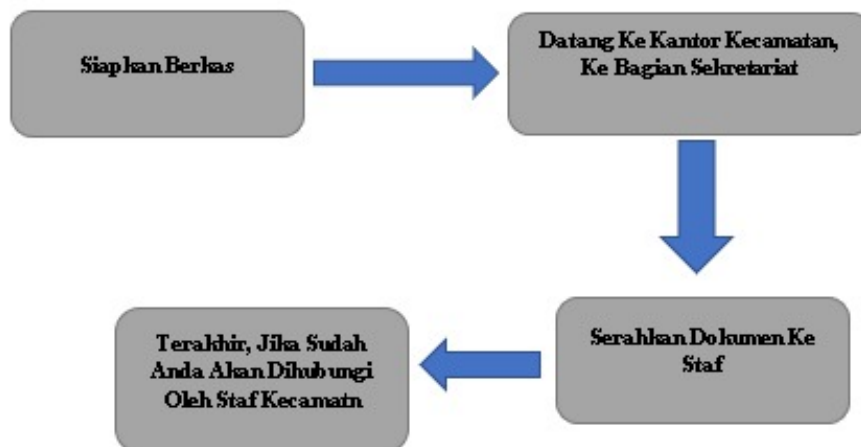 Siapkan Berkas
Datang Ke Kantor Kecamatan,
Ke Bagian Sekretariat
Serahkan Dokumen Ke
Staf
Terakhir, Jika Sudah
Anda Akan Dihubungi
Oleh Staf Kecamatn